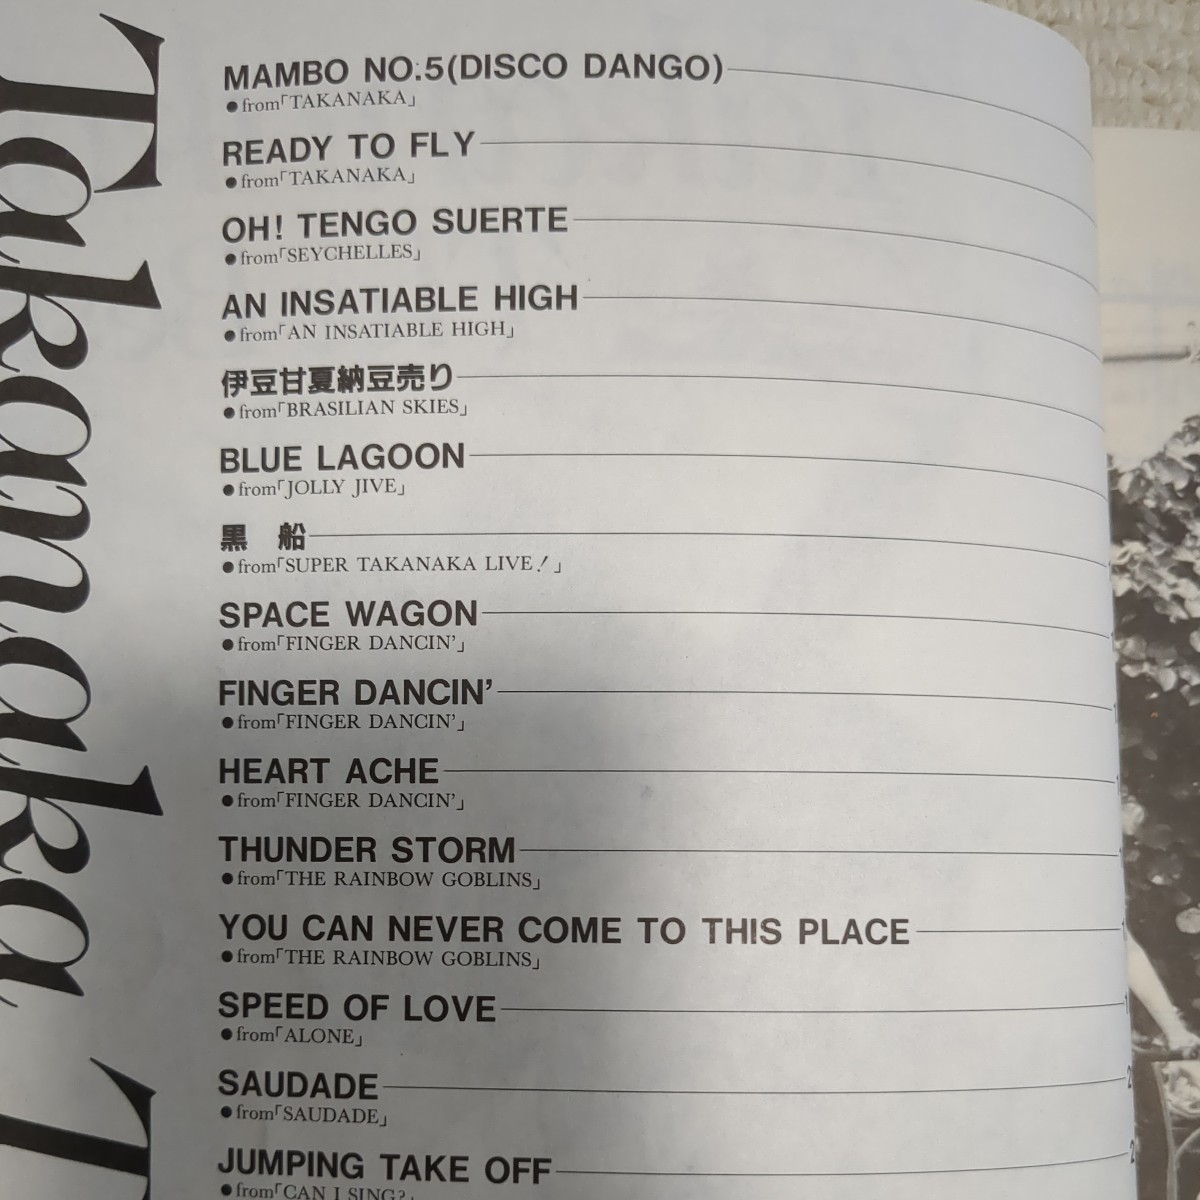 Takanaka T
MAMBO NO.5(DISCO DANGO)
●from「TAKANAKA」
READY TO FLY
●from「TAKANAKA」
OH! TENGO SUERTE
●from「SEYCHELLES」
AN INSATIABLE HIGH
●from「AN INSATIABLE HIGH」
伊豆甘夏納豆売り
●from「BRASILIAN SKIES」
BLUE LAGOON
●from「JOLLY JIVE」
黒　船
●from「SUPER TAKANAKA LIVE!」
SPACE WAGON
●from「FINGER DANCIN'」
FINGER DANCIN'
●from「FINGER DANCIN'」
HEART ACHE
●from「FINGER DANCIN'」
THUNDER STORM
●from「THE RAINBOW GOBLINS」
YOU CAN NEVER COME TO THIS PLACE
●from「THE RAINBOW GOBLINS」
SPEED OF LOVE
●from「ALONE」
SAUDADE
●from「SAUDADE」
JUMPING TAKE OFF
●from「CAN I SING?」